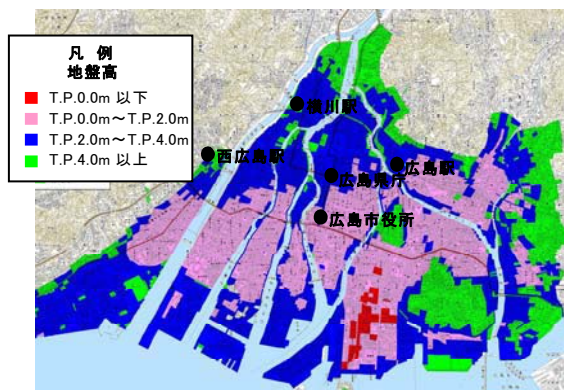 凡 例
地盤高
T.P.0.0m 以下
T.P.0.0m～T.P.2.0m
T.P.2.0m～T.P.4.0m
T.P.4.0m 以上
横川駅
西広島駅
広島駅
広島県庁
広島市役所